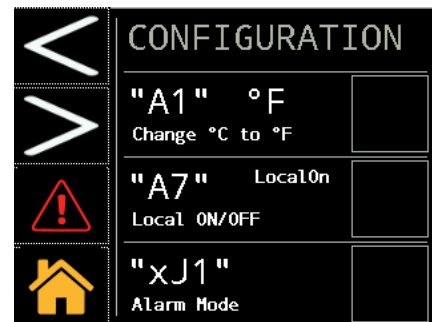 CONFIGURATION
"A1" °F
Change °C to °F
"A7" LocalOn
Local ON/OFF
"xJ1"
Alarm Mode